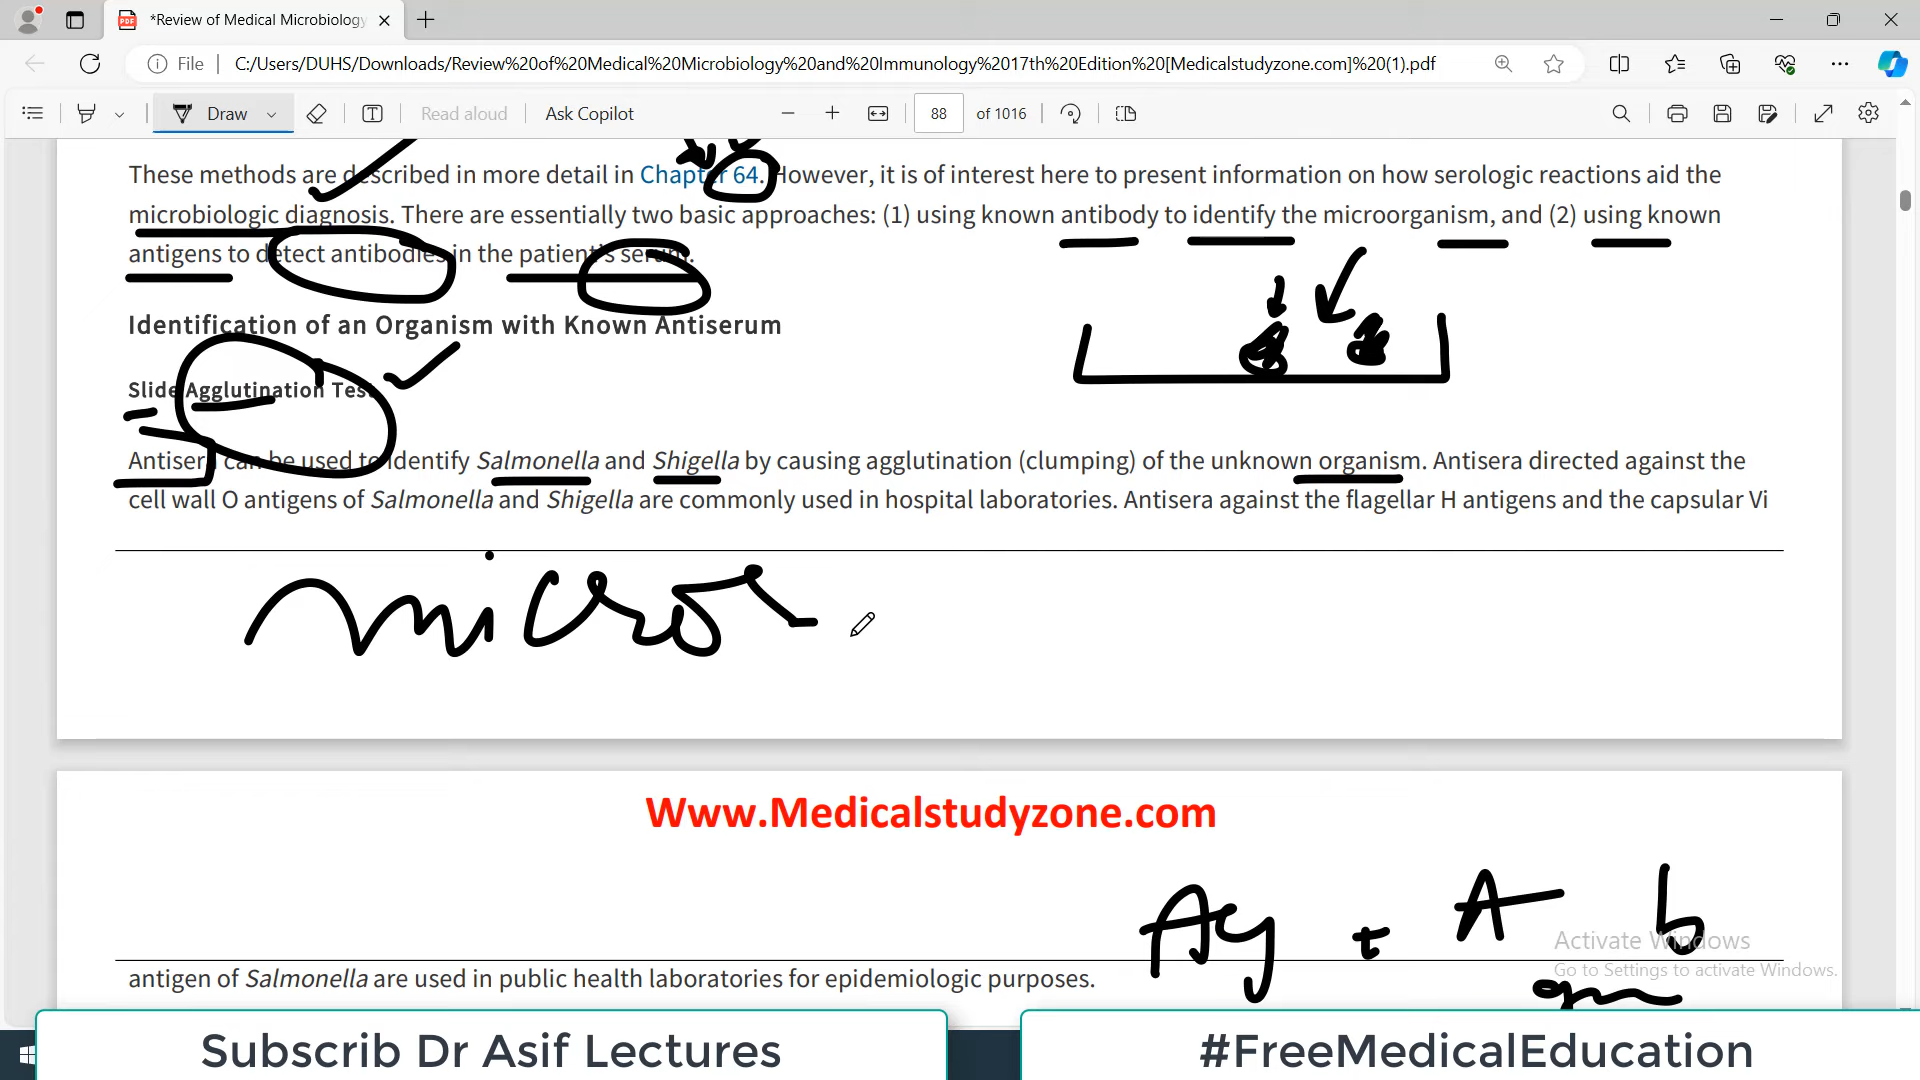 *Review of Medical Microbiology
File
C:/Users/DUHS/Downloads/Review%20of%20Medical%20Microbiology%20and%20Immunology%2017th%20Edition%20[Medicalstudyzone.com]%20(1).pdf
Draw
Read aloud
Ask Copilot
88
of 1016
These methods are described in more detail in Chapter 64. However, it is of interest here to present information on how serologic reactions aid the
microbiologic diagnosis. There are essentially two basic approaches: (1) using known antibody to identify the microorganism, and (2) using known
antigens to detect antibodies in the patient's serum.
Identification of an Organism with Known Antiserum
Slide Agglutination Test
Antisera can be used to identify Salmonella and Shigella by causing agglutination (clumping) of the unknown organism. Antisera directed against the
cell wall O antigens of Salmonella and Shigella are commonly used in hospital laboratories. Antisera against the flagellar H antigens and the capsular Vi
micro
Www.Medicalstudyzone.com
Ag + A b
Activate Windows
Go to Settings to activate Windows.
antigen of Salmonella are used in public health laboratories for epidemiologic purposes.
Subscrib Dr Asif Lectures
#FreeMedicalEducation